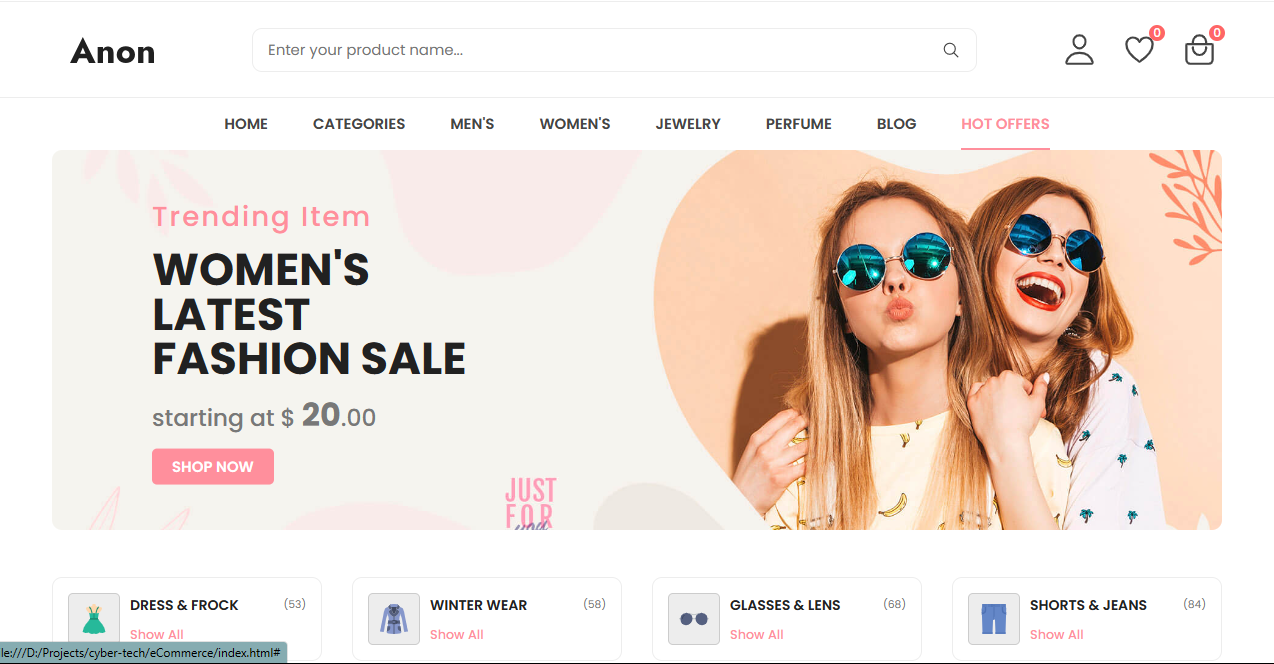 Anon
Enter your product name...
0
0
HOME CATEGORIES MEN'S WOMEN'S JEWELRY PERFUME BLOG HOT OFFERS
Trending Item
WOMEN'S
LATEST
FASHION SALE
starting at $ 20.00
SHOP NOW
JUST
FOR
you
DRESS & FROCK (53)
Show All
WINTER WEAR (58)
Show All
GLASSES & LENS (68)
Show All
SHORTS & JEANS (84)
Show All
le:///D:/Projects/cyber-tech/eCommerce/index.html#